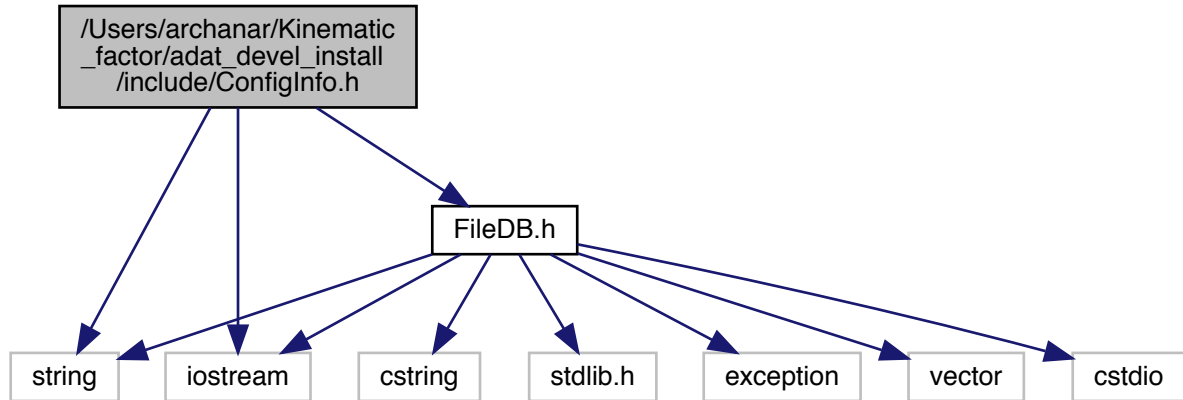 /Users/archanar/Kinematic
_factor/adat_devel_install
/include/ConfigInfo.h
FileDB.h
string
iostream
cstring
stdlib.h
exception
vector
cstdio